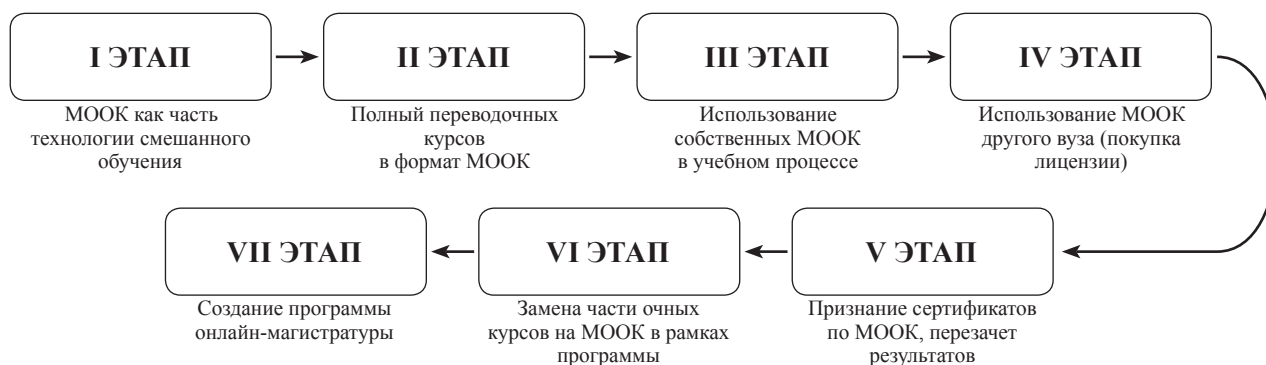 I ЭТАП
МООК как часть
технологии смешанного
обучения
II ЭТАП
Полный переводочных
курсов
в формат МООК
III ЭТАП
Использование
собственных МООК
в учебном процессе
IV ЭТАП
Использование МООК
другого вуза (покупка
лицензии)
V ЭТАП
Признание сертификатов
по МООК, перезачет
результатов
VI ЭТАП
Замена части очных
курсов на МООК в рамках
программы
VII ЭТАП
Создание программы
онлайн-магистратуры